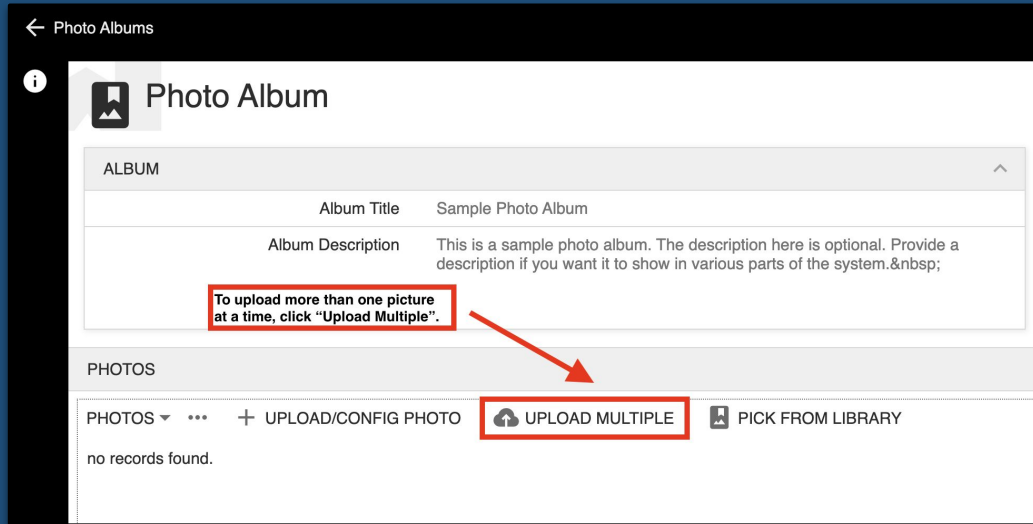 Photo Albums
Photo Album
ALBUM
Album Title Sample Photo Album
Album Description This is a sample photo album. The description here is optional. Provide a
description if you want it to show in various parts of the system.&nbsp;
To upload more than one picture
at a time, click “Upload Multiple”.
PHOTOS
PHOTOS ••• + UPLOAD/CONFIG PHOTO UPLOAD MULTIPLE PICK FROM LIBRARY
no records found.